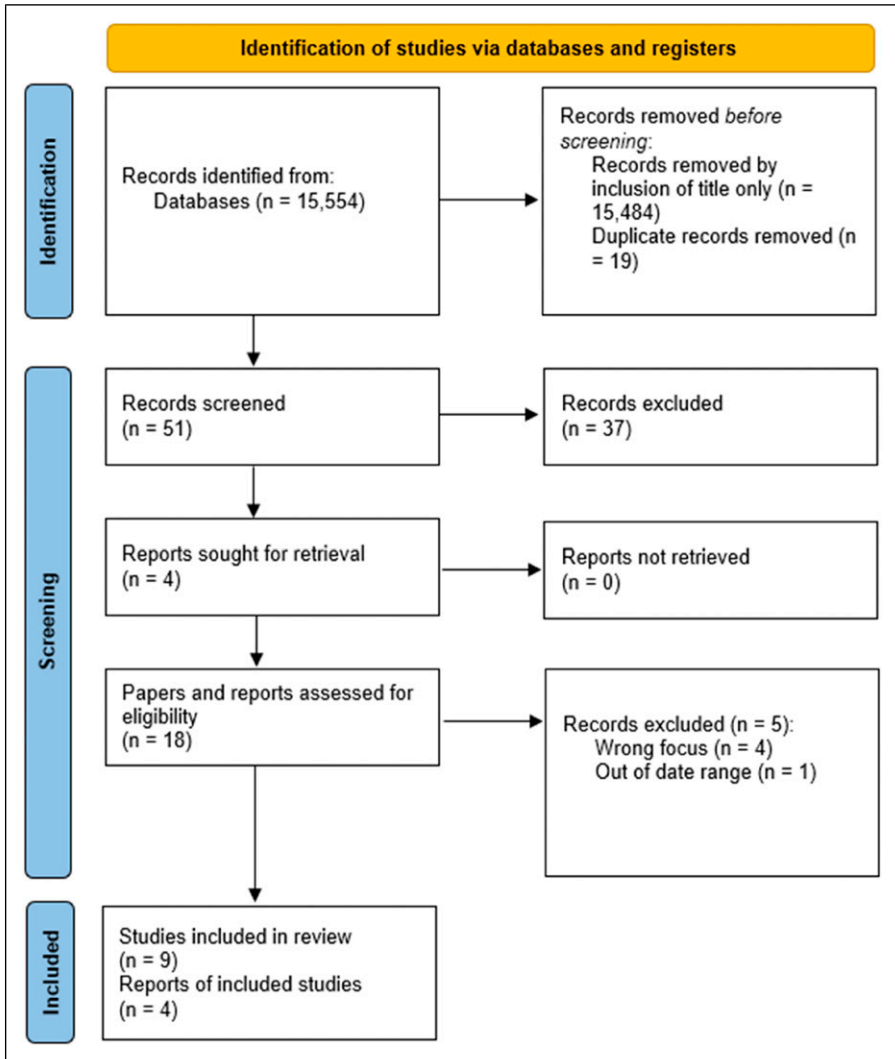 Identification of studies via databases and registers
Identification
Records identified from:
Databases (n = 15,554)
Records removed before
screening:
Records removed by
inclusion of title only (n =
15,484)
Duplicate records removed (n
= 19)
Screening
Records screened
(n = 51)
Records excluded
(n = 37)
Reports sought for retrieval
(n = 4)
Reports not retrieved
(n = 0)
Papers and reports assessed for
eligibility
(n = 18)
Records excluded (n = 5):
Wrong focus (n = 4)
Out of date range (n = 1)
Included
Studies included in review
(n = 9)
Reports of included studies
(n = 4)